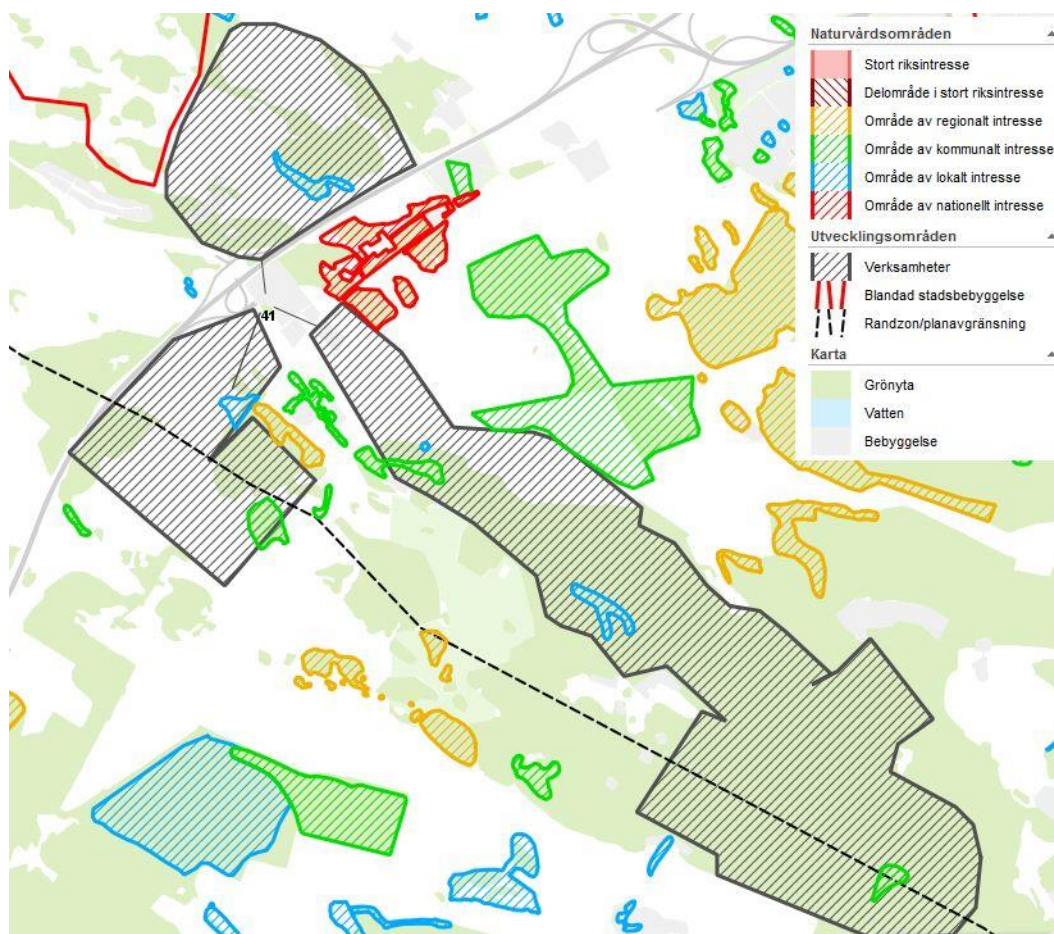 Naturvårdsområden
Stort riksintresse
Delområde i stort riksintresse
Område av regionalt intresse
Område av kommunalt intresse
Område av lokalt intresse
Område av nationellt intresse
Utvecklingsområden
Verksamheter
Blandad stadsbebyggelse
Randzon/planavgränsning
Karta
Grönyta
Vatten
Bebyggelse
41